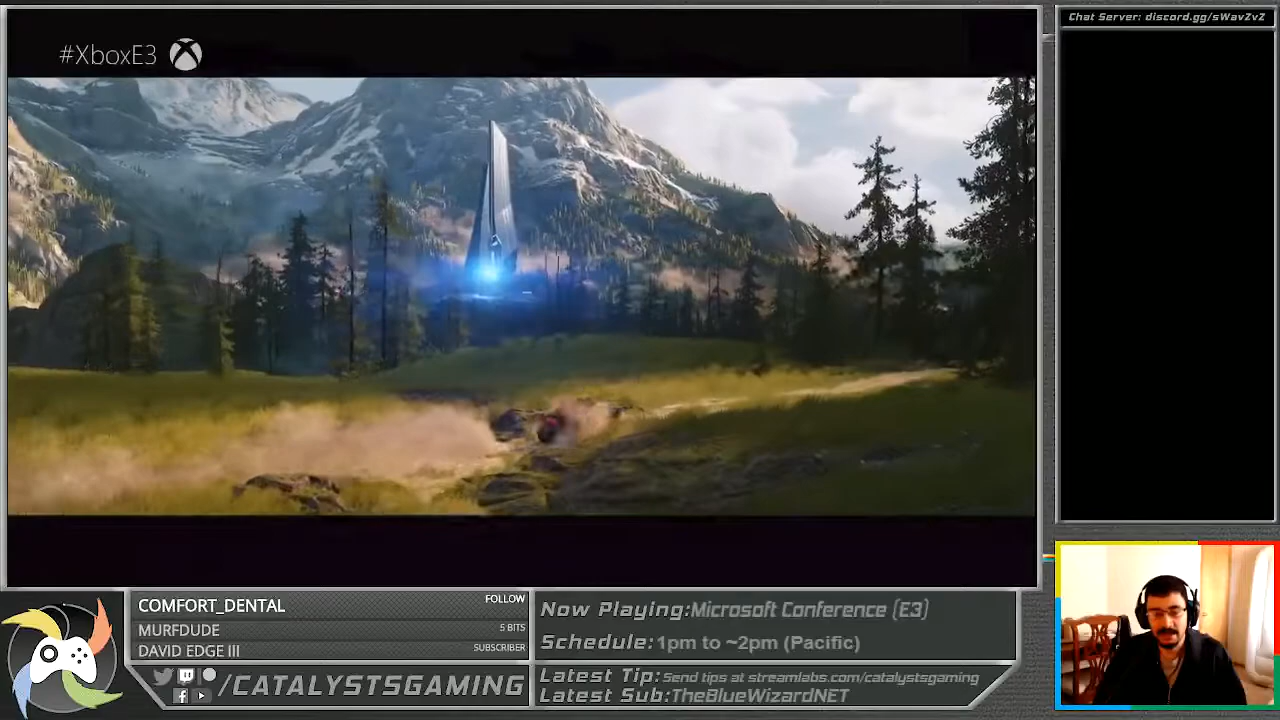 #XboxE3
Chat Server: discord.gg/sWavZvZ
COMFORT_DENTAL FOLLOW
MURFDUDE 5 BITS
DAVID EDGE III SUBSCRIBER
/CATALYSTSGAMING
Now Playing:Microsoft Conference (E3)
Schedule:1pm to ~2pm (Pacific)
Latest Tip:Send tips at streamlabs.com/catalystsgaming
Latest Sub:TheBlueWizardNET